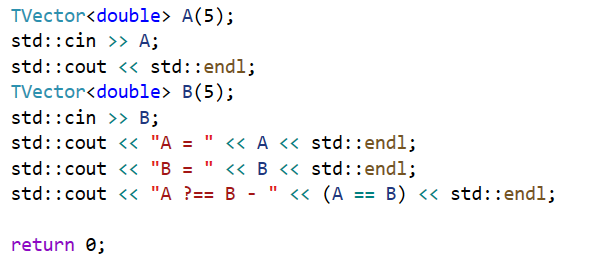 TVector<double> A(5);
std::cin >> A;
std::cout << std::endl;
TVector<double> B(5);
std::cin >> B;
std::cout << "A = " << A << std::endl;
std::cout << "B = " << B << std::endl;
std::cout << "A ?== B - " << (A == B) << std::endl;
return 0;